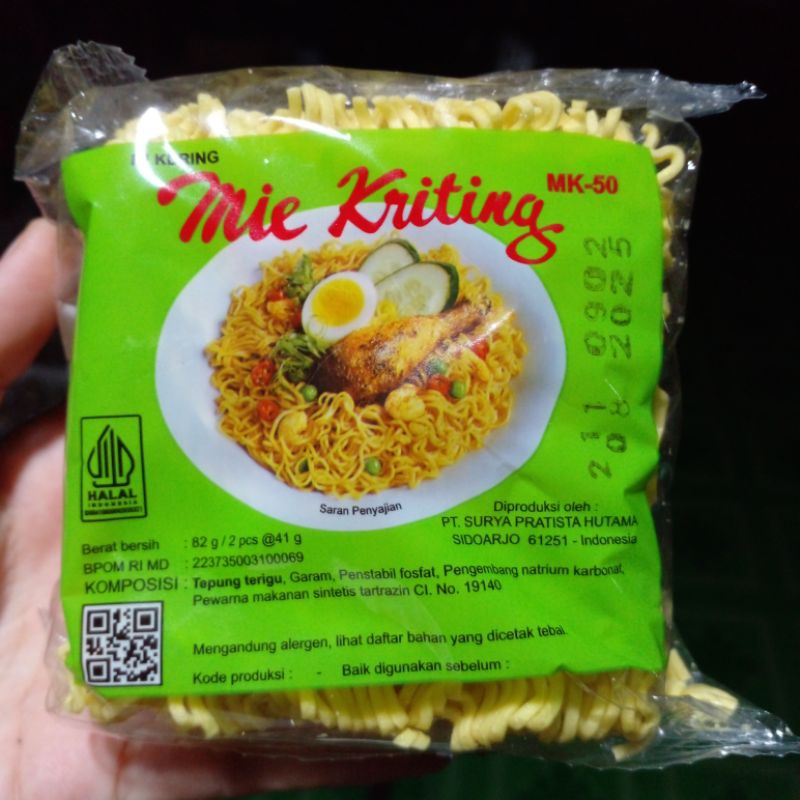 KURING
Mie Kriting
MK-50
211 0902
08 2025
HALAL
INDONESIA
Saran Penyajian
Diproduksi oleh :
PT. SURYA PRATISTA HUTAMA
SIDOARJO 61251 - Indonesia
Berat bersih : 82 g / 2 pcs @41 g
BPOM RI MD : 223735003100069
KOMPOSISI : Tepung terigu, Garam, Penstabil fosfat, Pengembang natrium karbonat,
Pewarna makanan sintetis tartrazin CI. No. 19140
Mengandung alergen, lihat daftar bahan yang dicetak tebal.
Kode produksi : - Baik digunakan sebelum :